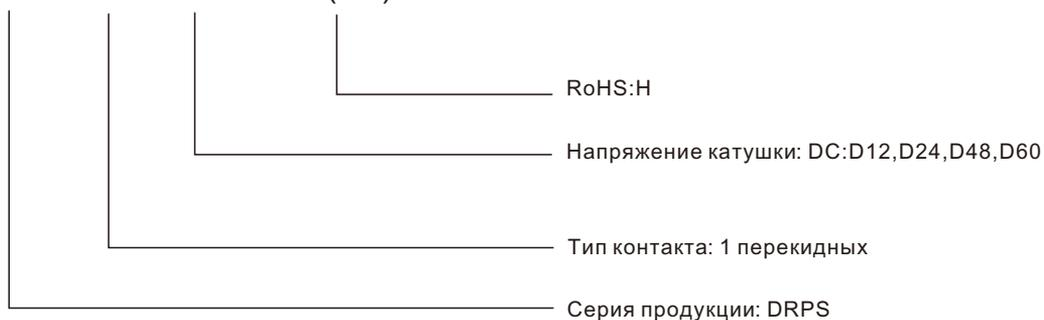 RoHS:H
Напряжение катушки: DC:D12,D24,D48,D60
Тип контакта: 1 перекидных
Серия продукции: DRPS